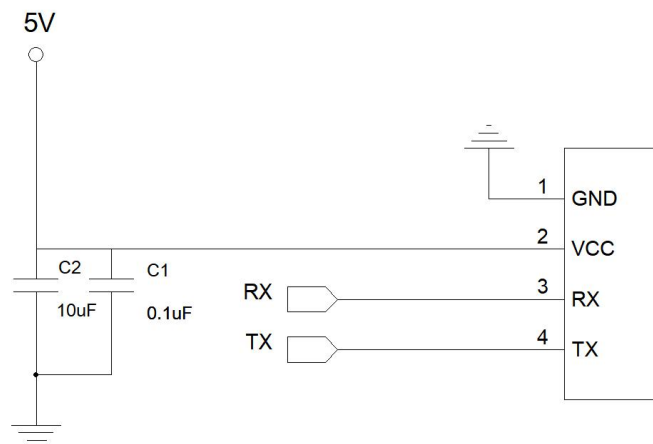 5V
1 GND
2 VCC
C2 C1
10uF 0.1uF
RX 3 RX
TX 4 TX